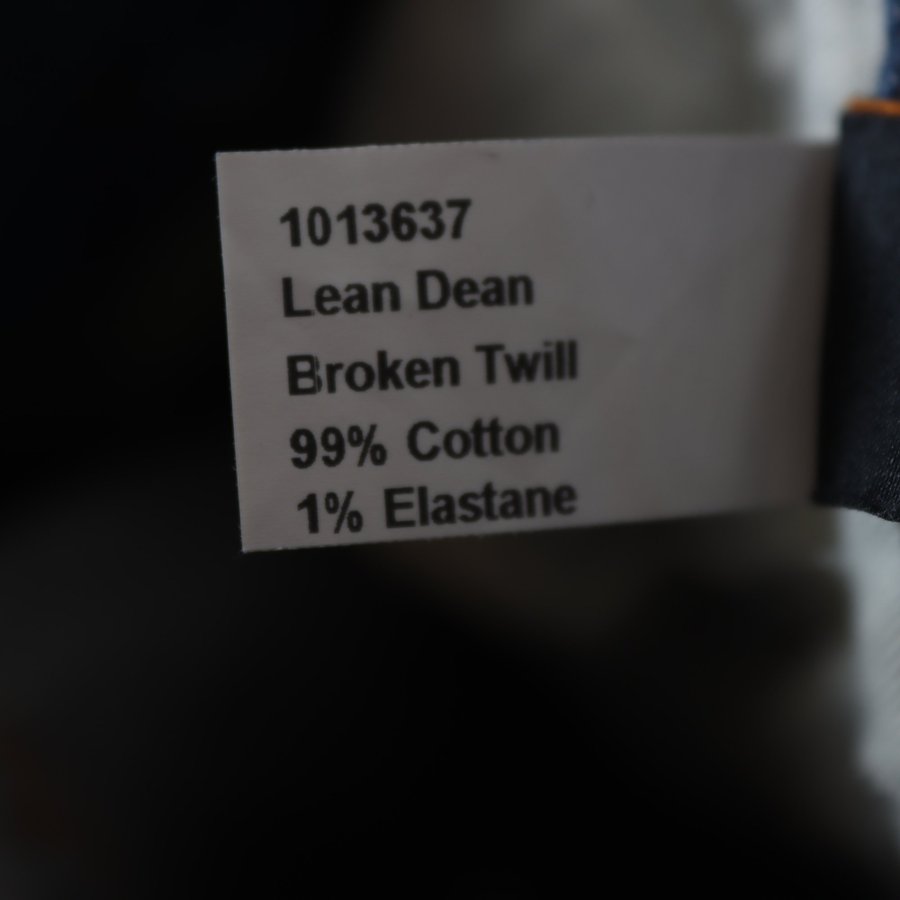 1013637
Lean Dean
Broken Twill
99% Cotton
1% Elastane